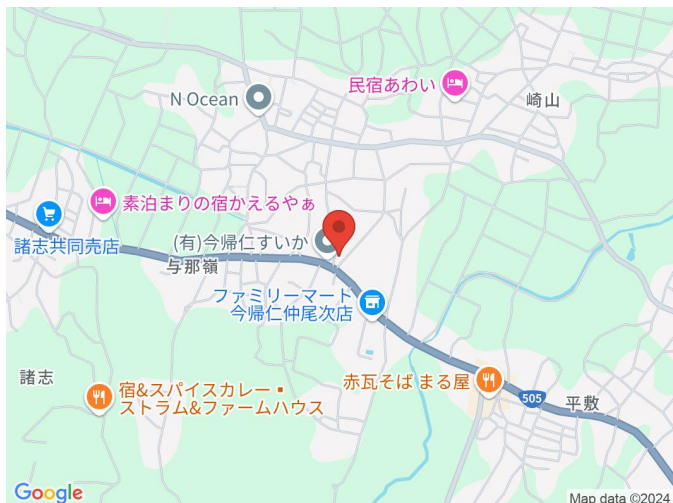 民宿あわい
N Ocean
崎山
素泊まりの宿かえるやぁ
諸志共同売店
(有)今帰仁すいか
与那嶺
ファミリーマート
今帰仁仲尾次店
諸志
宿&スパイスカレー・
ストラム&ファームハウス
赤瓦そば まる屋
505
平敷
Google
Map data ©2024